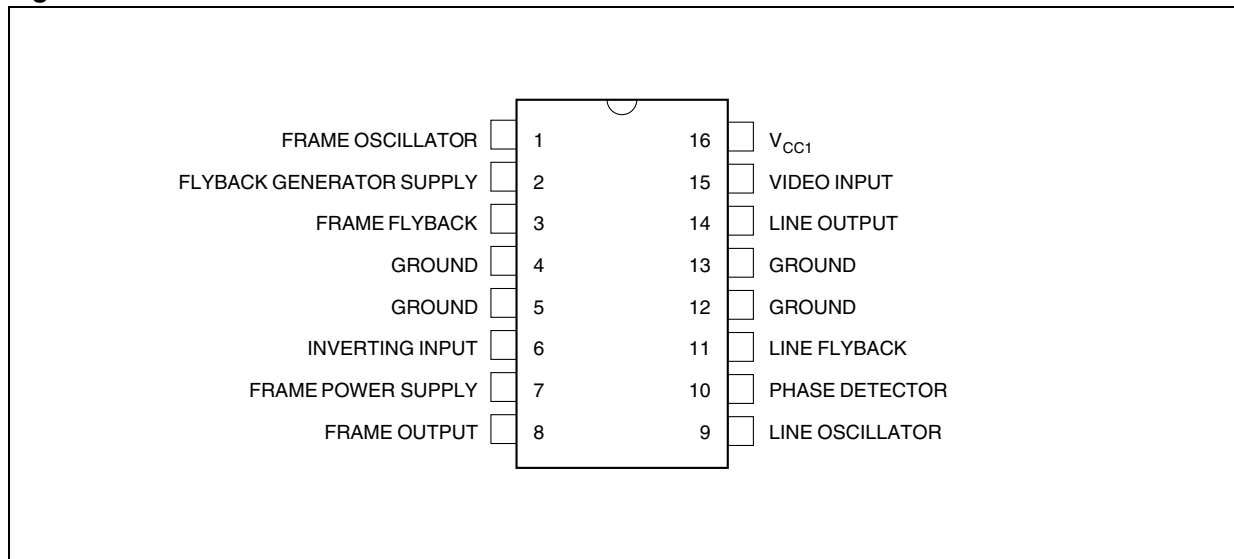 FRAME OSCILLATOR 1 16 VCC1
FLYBACK GENERATOR SUPPLY 2 15 VIDEO INPUT
FRAME FLYBACK 3 14 LINE OUTPUT
GROUND 4 13 GROUND
GROUND 5 12 GROUND
INVERTING INPUT 6 11 LINE FLYBACK
FRAME POWER SUPPLY 7 10 PHASE DETECTOR
FRAME OUTPUT 8 9 LINE OSCILLATOR